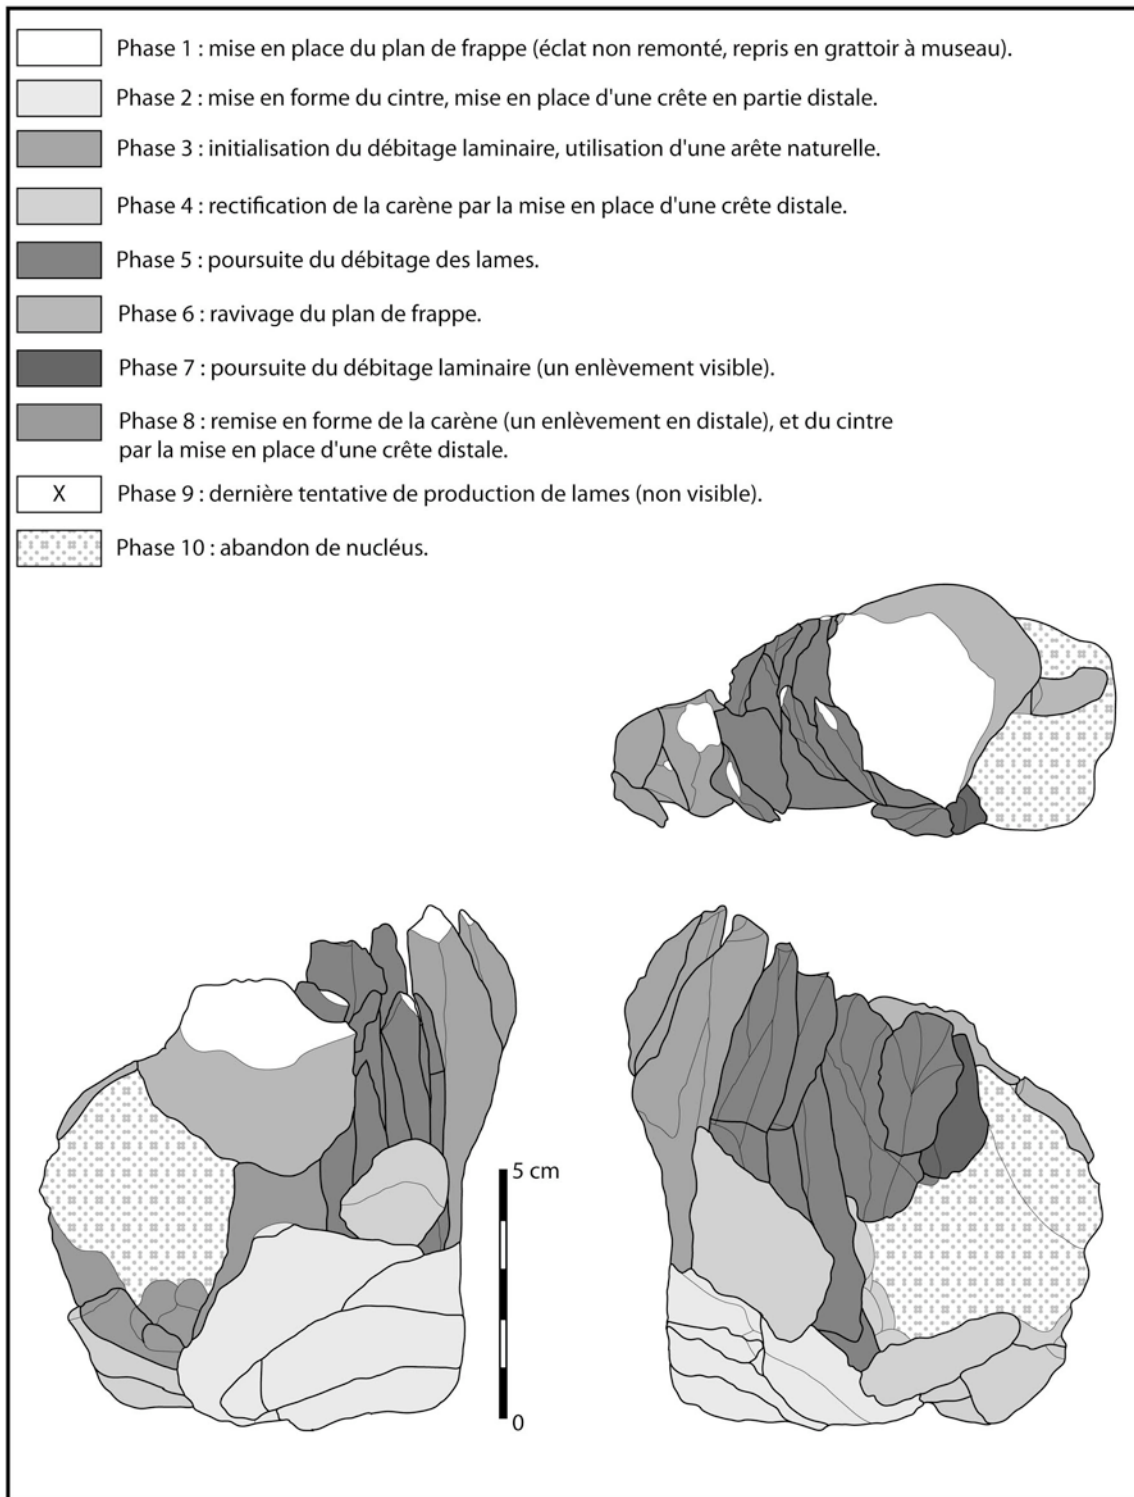 Phase 1 : mise en place du plan de frappe (éclat non remonté, repris en grattoir à museau).
Phase 2 : mise en forme du cintre, mise en place d'une crête en partie distale.
Phase 3 : initialisation du débitage laminaire, utilisation d'une arête naturelle.
Phase 4 : rectification de la carène par la mise en place d'une crête distale.
Phase 5 : poursuite du débitage des lames.
Phase 6 : ravivage du plan de frappe.
Phase 7 : poursuite du débitage laminaire (un enlèvement visible).
Phase 8 : remise en forme de la carène (un enlèvement en distale), et du cintre
par la mise en place d'une crête distale.
X Phase 9 : dernière tentative de production de lames (non visible).
Phase 10 : abandon de nucléus.
5 cm
0